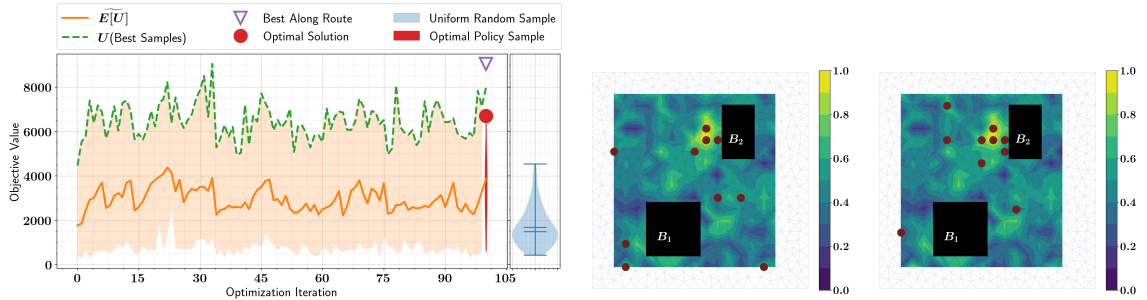 E[U]
U(Best Samples)
Best Along Route
Optimal Solution
Uniform Random Sample
Optimal Policy Sample
Objective Value
8000
6000
4000
2000
0
0 15 30 45 60 75 90 105
Optimization Iteration
B₂
B₁
1.0
0.8
0.6
0.4
0.2
0.0
B₂
B₁
1.0
0.8
0.6
0.4
0.2
0.0